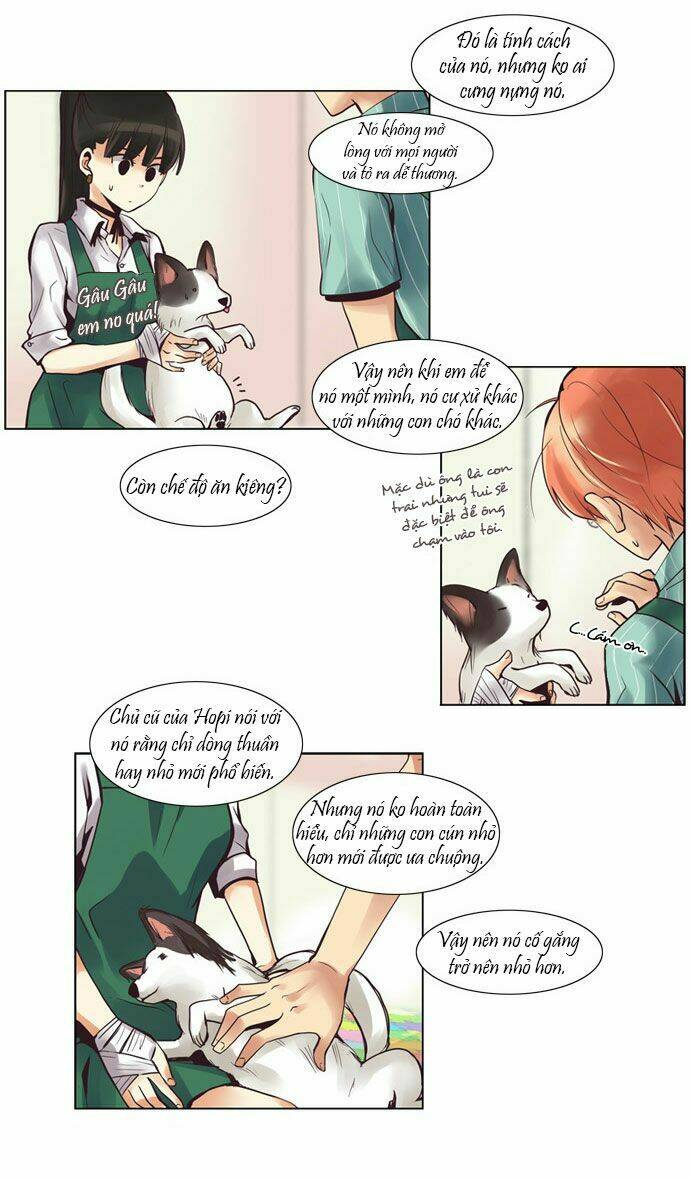 Đó là tính cách
của nó, nhưng ko ai
cưng nựng nó.
Nó không mở
lòng với mọi người
và tỏ ra dễ thương.
Gâu Gâu
em no quá!
Vậy nên khi em để
nó một mình, nó cư xử khác
với những con chó khác.
Còn chế độ ăn kiêng?
Mặc dù ông là con
trai nhưng tui sẽ
đặc biệt để ông
chạm vào tôi.
C...Cám ơn..
Chủ cũ của Hopi nói với
nó rằng chỉ dòng thuần
hay nhỏ mới phổ biến.
Nhưng nó ko hoàn toàn
hiểu, chỉ những con cún nhỏ
hơn mới được ưa chuộng.
Vậy nên nó cố gắng
trở nên nhỏ hơn.